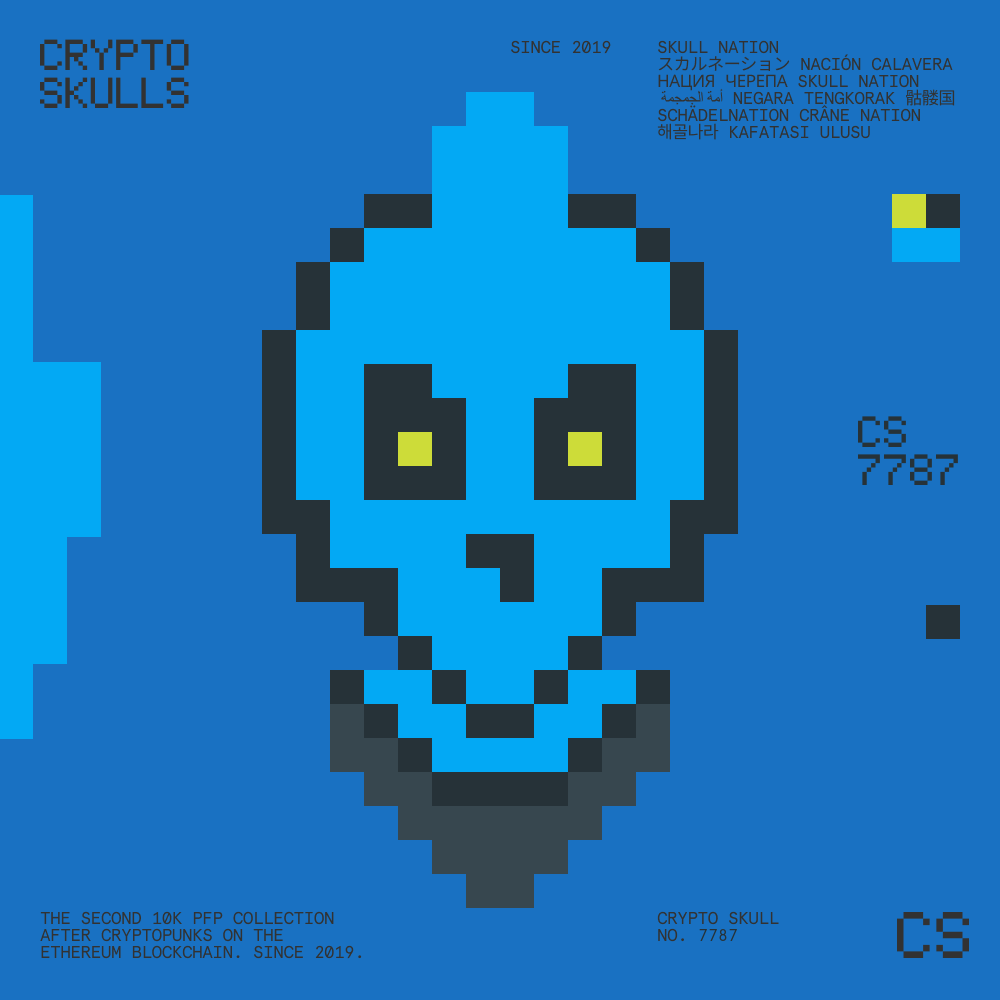 CRYPTO
SKULLS
SINCE 2019
SKULL NATION
スカルネーション NACIÓN CALAVERA
НАЦИЯ ЧЕРЕПА SKULL NATION
أمة الجمجمة NEGARA TENGKORAK 骷髅国
SCHÄDELNATION CRÂNE NATION
해골나라 KAFATASI ULUSU
CS
7787
THE SECOND 10K PFP COLLECTION
AFTER CRYPTOPUNKS ON THE
ETHEREUM BLOCKCHAIN. SINCE 2019.
CRYPTO SKULL
NO. 7787
CS